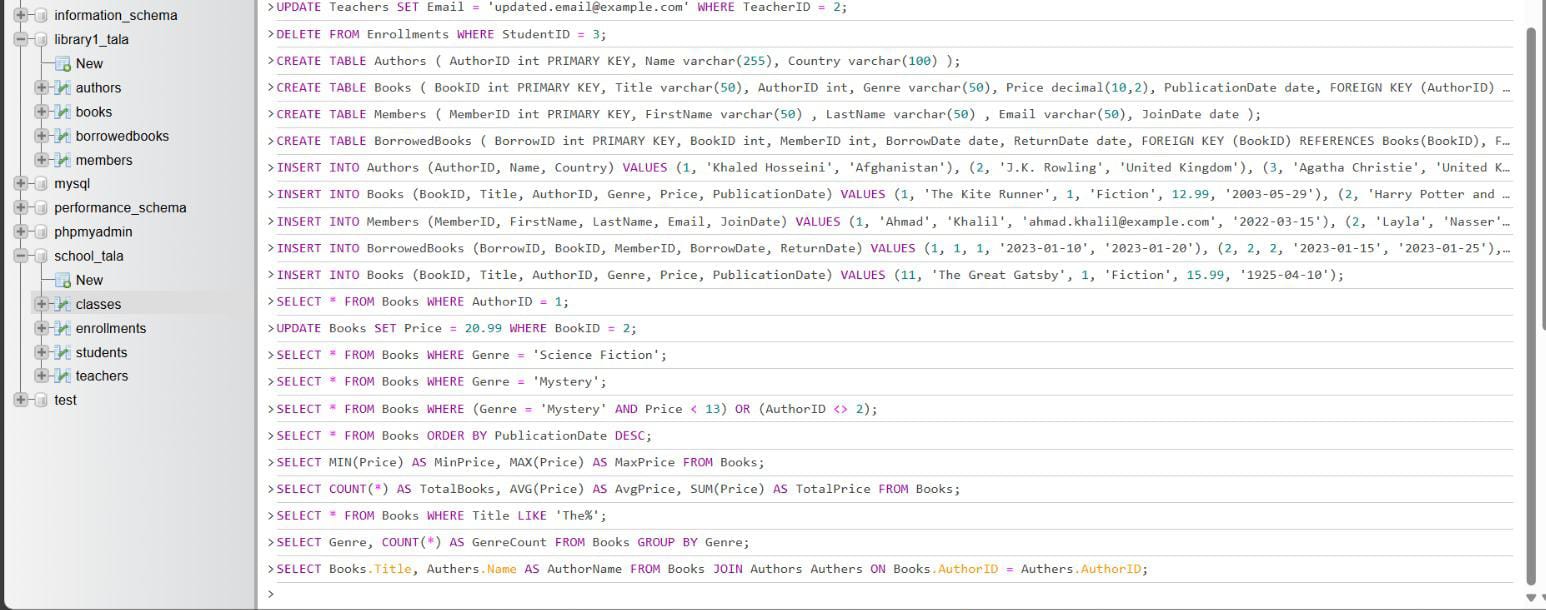 information_schema
library1_tala
New
authors
books
borrowedbooks
members
mysql
performance_schema
phpmyadmin
school_tala
New
classes
enrollments
students
teachers
test
>UPDATE Teachers SET Email = 'updated.email@example.com' WHERE TeacherID = 2;
>DELETE FROM Enrollments WHERE StudentID = 3;
>CREATE TABLE Authors ( AuthorID int PRIMARY KEY, Name varchar(255), Country varchar(100) );
>CREATE TABLE Books ( BookID int PRIMARY KEY, Title varchar(50), AuthorID int, Genre varchar(50), Price decimal(10,2), PublicationDate date, FOREIGN KEY (AuthorID) …
>CREATE TABLE Members ( MemberID int PRIMARY KEY, FirstName varchar(50) , LastName varchar(50) , Email varchar(50), JoinDate date );
>CREATE TABLE BorrowedBooks ( BorrowID int PRIMARY KEY, BookID int, MemberID int, BorrowDate date, ReturnDate date, FOREIGN KEY (BookID) REFERENCES Books(BookID), F…
>INSERT INTO Authors (AuthorID, Name, Country) VALUES (1, 'Khaled Hosseini', 'Afghanistan'), (2, 'J.K. Rowling', 'United Kingdom'), (3, 'Agatha Christie', 'United K…
>INSERT INTO Books (BookID, Title, AuthorID, Genre, Price, PublicationDate) VALUES (1, 'The Kite Runner', 1, 'Fiction', 12.99, '2003-05-29'), (2, 'Harry Potter and …
>INSERT INTO Members (MemberID, FirstName, LastName, Email, JoinDate) VALUES (1, 'Ahmad', 'Khalil', 'ahmad.khalil@example.com', '2022-03-15'), (2, 'Layla', 'Nasser'…
>INSERT INTO BorrowedBooks (BorrowID, BookID, MemberID, BorrowDate, ReturnDate) VALUES (1, 1, 1, '2023-01-10', '2023-01-20'), (2, 2, 2, '2023-01-15', '2023-01-25'),…
>INSERT INTO Books (BookID, Title, AuthorID, Genre, Price, PublicationDate) VALUES (11, 'The Great Gatsby', 1, 'Fiction', 15.99, '1925-04-10');
>SELECT * FROM Books WHERE AuthorID = 1;
>UPDATE Books SET Price = 20.99 WHERE BookID = 2;
>SELECT * FROM Books WHERE Genre = 'Science Fiction';
>SELECT * FROM Books WHERE Genre = 'Mystery';
>SELECT * FROM Books WHERE (Genre = 'Mystery' AND Price < 13) OR (AuthorID <> 2);
>SELECT * FROM Books ORDER BY PublicationDate DESC;
>SELECT MIN(Price) AS MinPrice, MAX(Price) AS MaxPrice FROM Books;
>SELECT COUNT(*) AS TotalBooks, AVG(Price) AS AvgPrice, SUM(Price) AS TotalPrice FROM Books;
>SELECT * FROM Books WHERE Title LIKE 'The%';
>SELECT Genre, COUNT(*) AS GenreCount FROM Books GROUP BY Genre;
>SELECT Books.Title, Authers.Name AS AuthorName FROM Books JOIN Authors Authers ON Books.AuthorID = Authers.AuthorID;
>